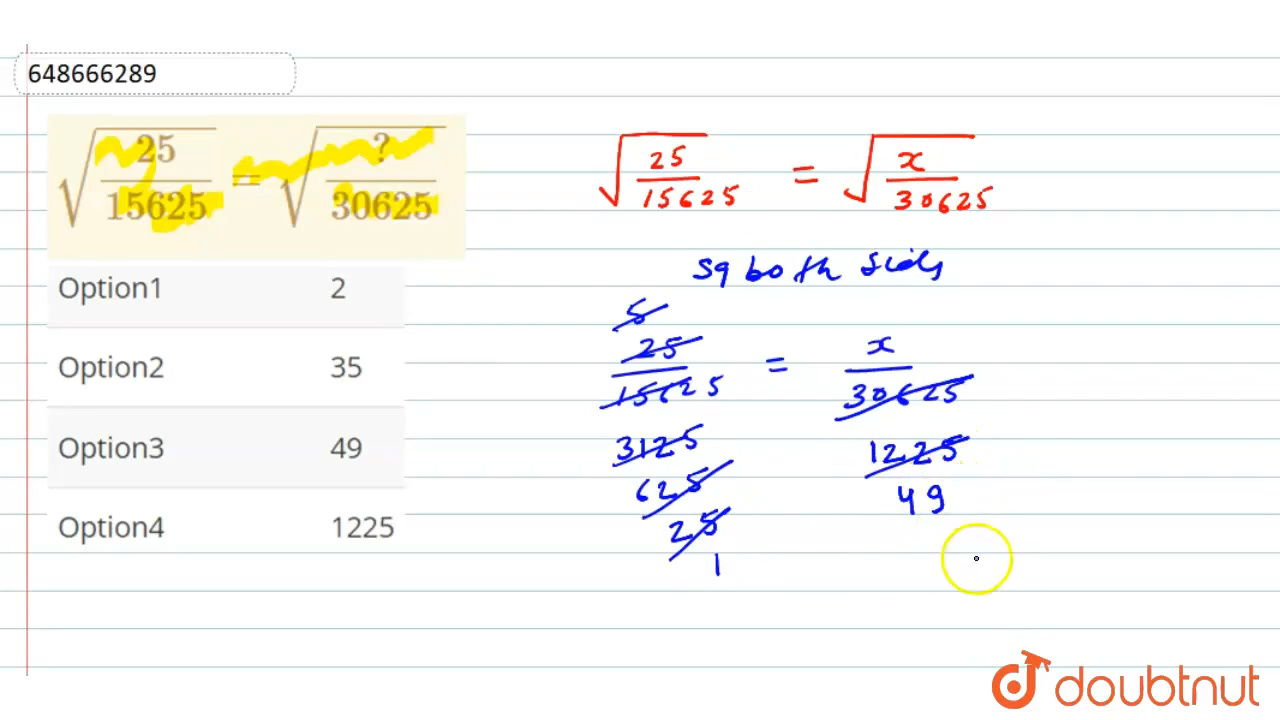 648666289
√25/15625 = √?/30625
Option1 2
Option2 35
Option3 49
Option4 1225
√25/15625 = √x/30625
sq both sides
5
25/15625 = x/30625
3125 1225
625 49
25
1
doubtnut